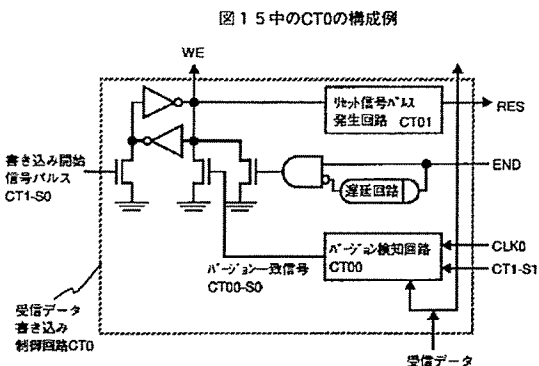 図15中のCT0の構成例
WE
リセット信号パルス
発生回路 CT01
RES
書き込み開始
信号パルス
CT1-S0
END
遅延回路
バージョン検知回路
CT00
CLK0
CT1-S1
バージョン一致信号
CT00-S0
受信データ
書き込み
制御回路CT0
受信データ